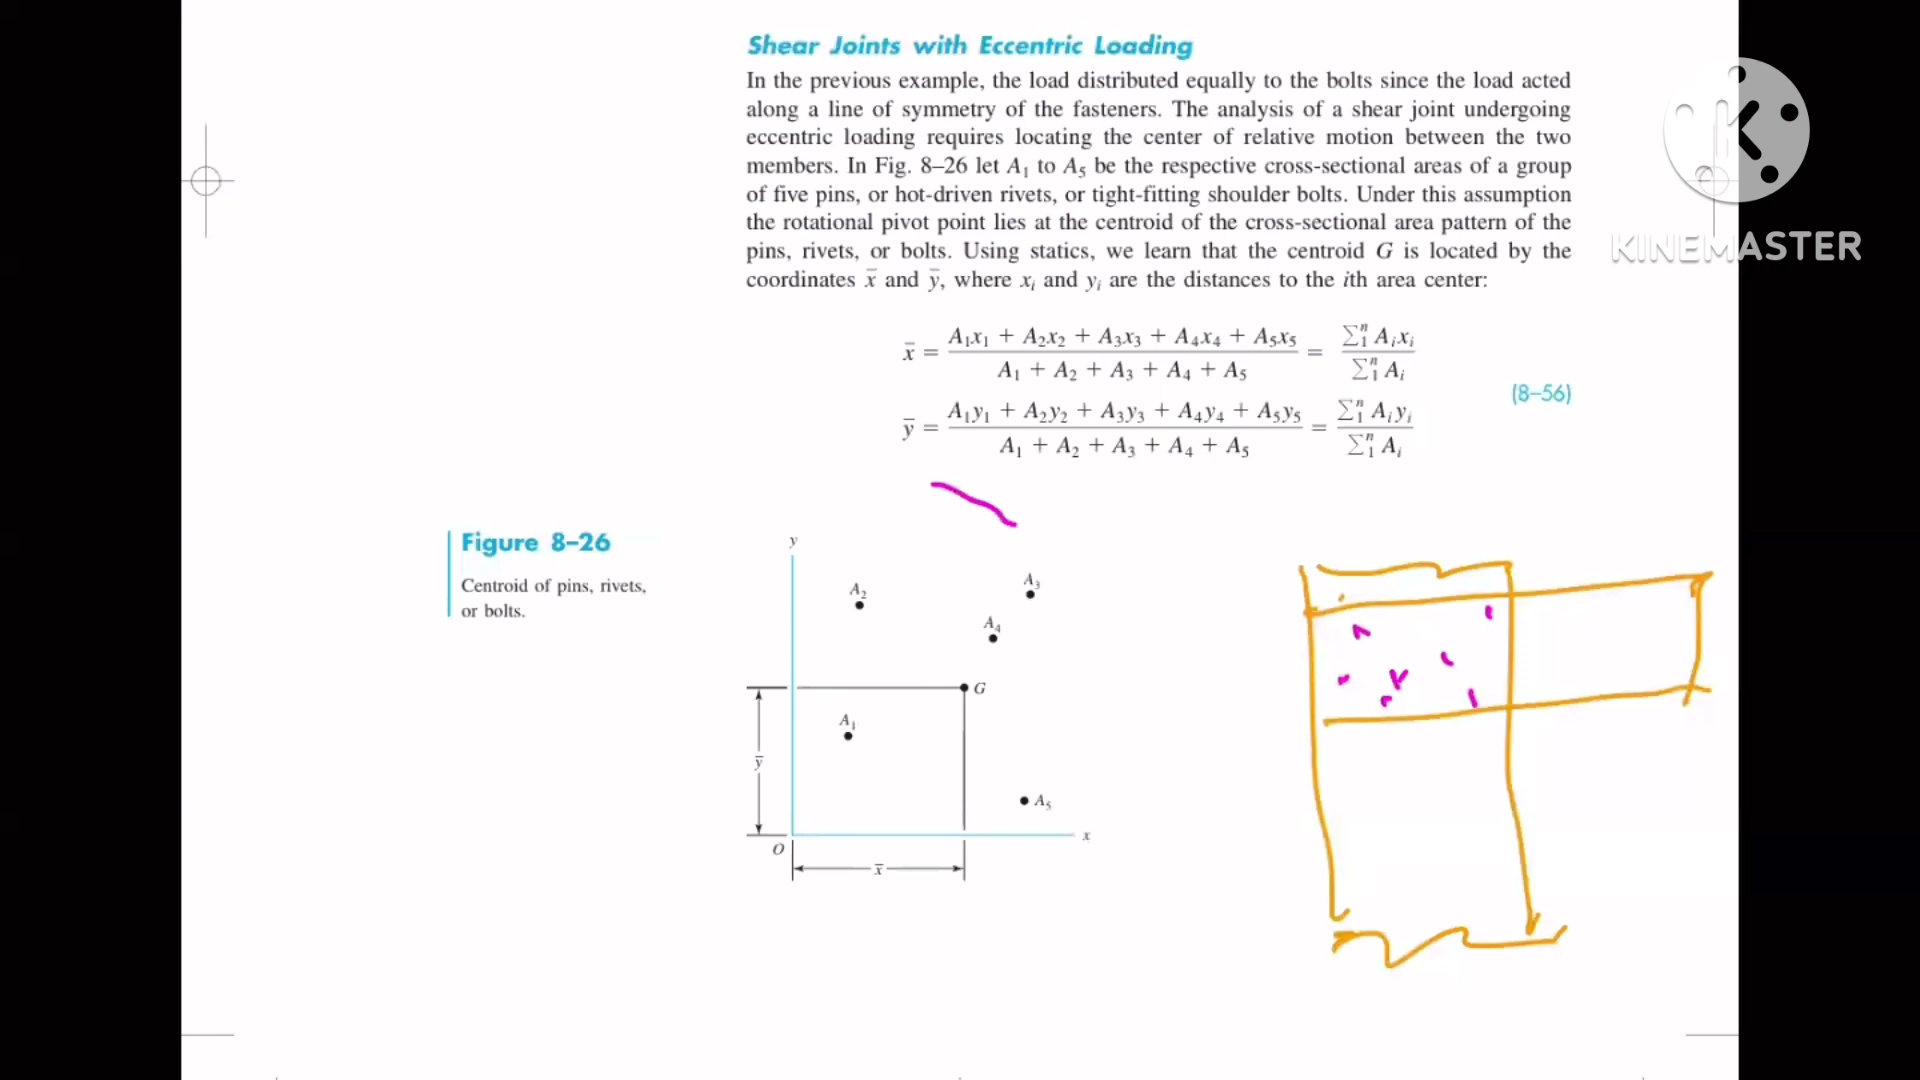 Shear Joints with Eccentric Loading
In the previous example, the load distributed equally to the bolts since the load acted
along a line of symmetry of the fasteners. The analysis of a shear joint undergoing
eccentric loading requires locating the center of relative motion between the two
members. In Fig. 8–26 let A₁ to A₅ be the respective cross-sectional areas of a group
of five pins, or hot-driven rivets, or tight-fitting shoulder bolts. Under this assumption
the rotational pivot point lies at the centroid of the cross-sectional area pattern of the
pins, rivets, or bolts. Using statics, we learn that the centroid G is located by the
coordinates x̄ and ȳ, where xᵢ and yᵢ are the distances to the ith area center:
x̄ = (A₁x₁ + A₂x₂ + A₃x₃ + A₄x₄ + A₅x₅) / (A₁ + A₂ + A₃ + A₄ + A₅) = Σ₁ⁿ Aᵢxᵢ / Σ₁ⁿ Aᵢ
(8–56)
ȳ = (A₁y₁ + A₂y₂ + A₃y₃ + A₄y₄ + A₅y₅) / (A₁ + A₂ + A₃ + A₄ + A₅) = Σ₁ⁿ Aᵢyᵢ / Σ₁ⁿ Aᵢ
Figure 8–26
Centroid of pins, rivets,
or bolts.
y
A₂
A₃
A₄
G
A₁
ȳ
A₅
O
x
x̄
K
KINEMASTER